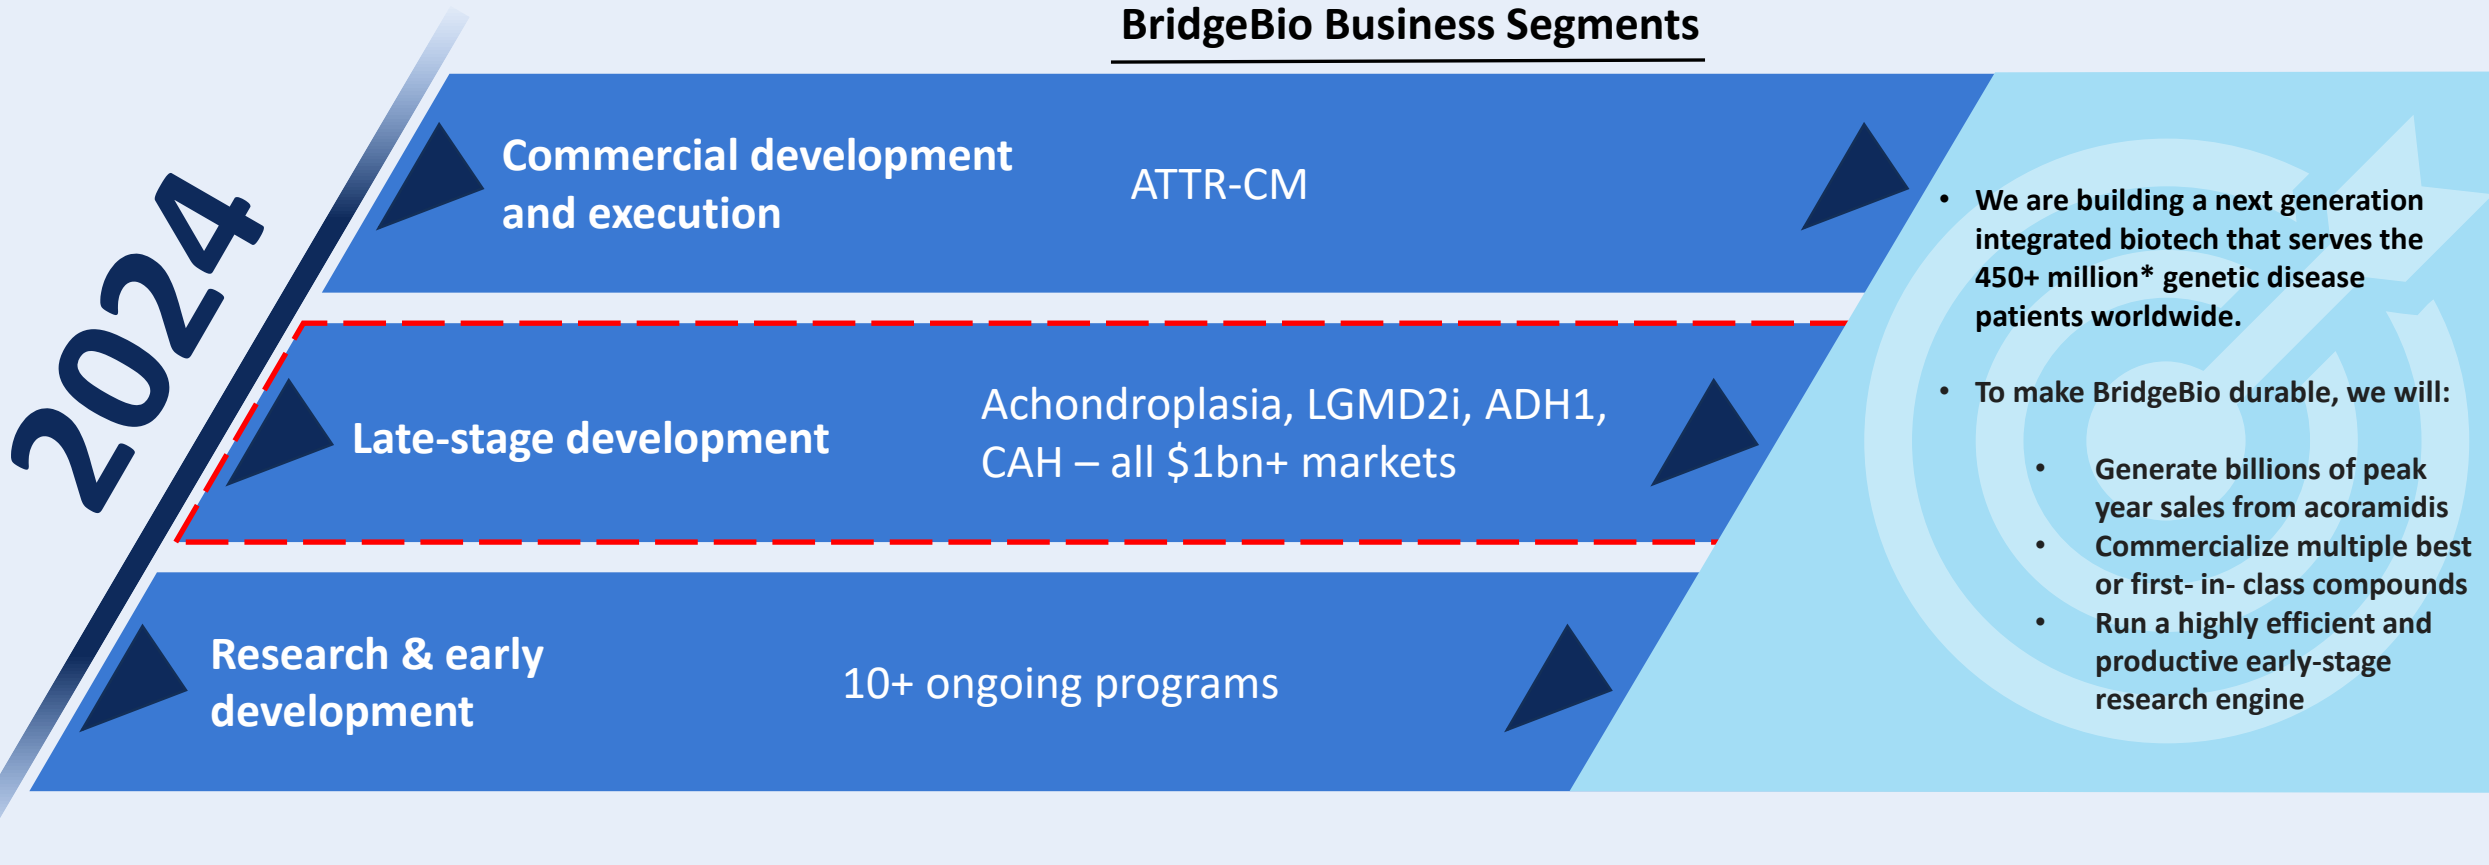 BridgeBio Business Segments
2024
Commercial development
and execution
ATTR-CM
Late-stage development
Achondroplasia, LGMD2i, ADH1,
CAH – all $1bn+ markets
Research & early
development
10+ ongoing programs
• We are building a next generation
integrated biotech that serves the
450+ million* genetic disease
patients worldwide.
• To make BridgeBio durable, we will:
• Generate billions of peak
year sales from acoramidis
• Commercialize multiple best
or first- in- class compounds
• Run a highly efficient and
productive early-stage
research engine